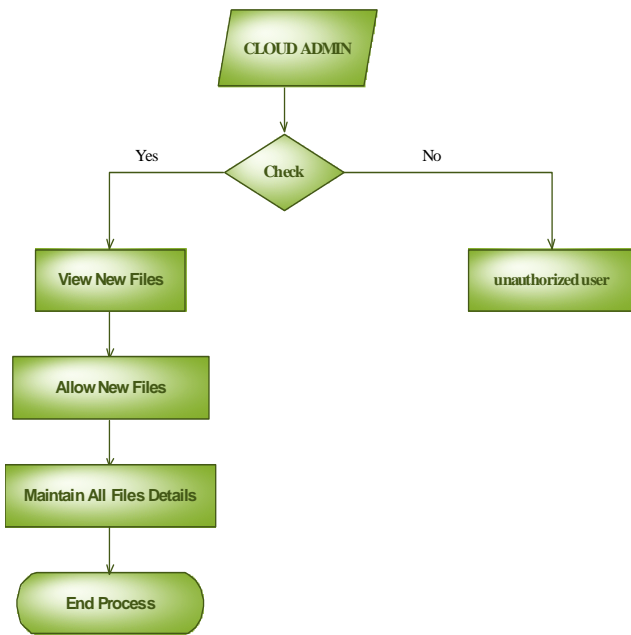 CLOUD ADMIN
Check
Yes
No
View New Files
unauthorized user
Allow New Files
Maintain All Files Details
End Process